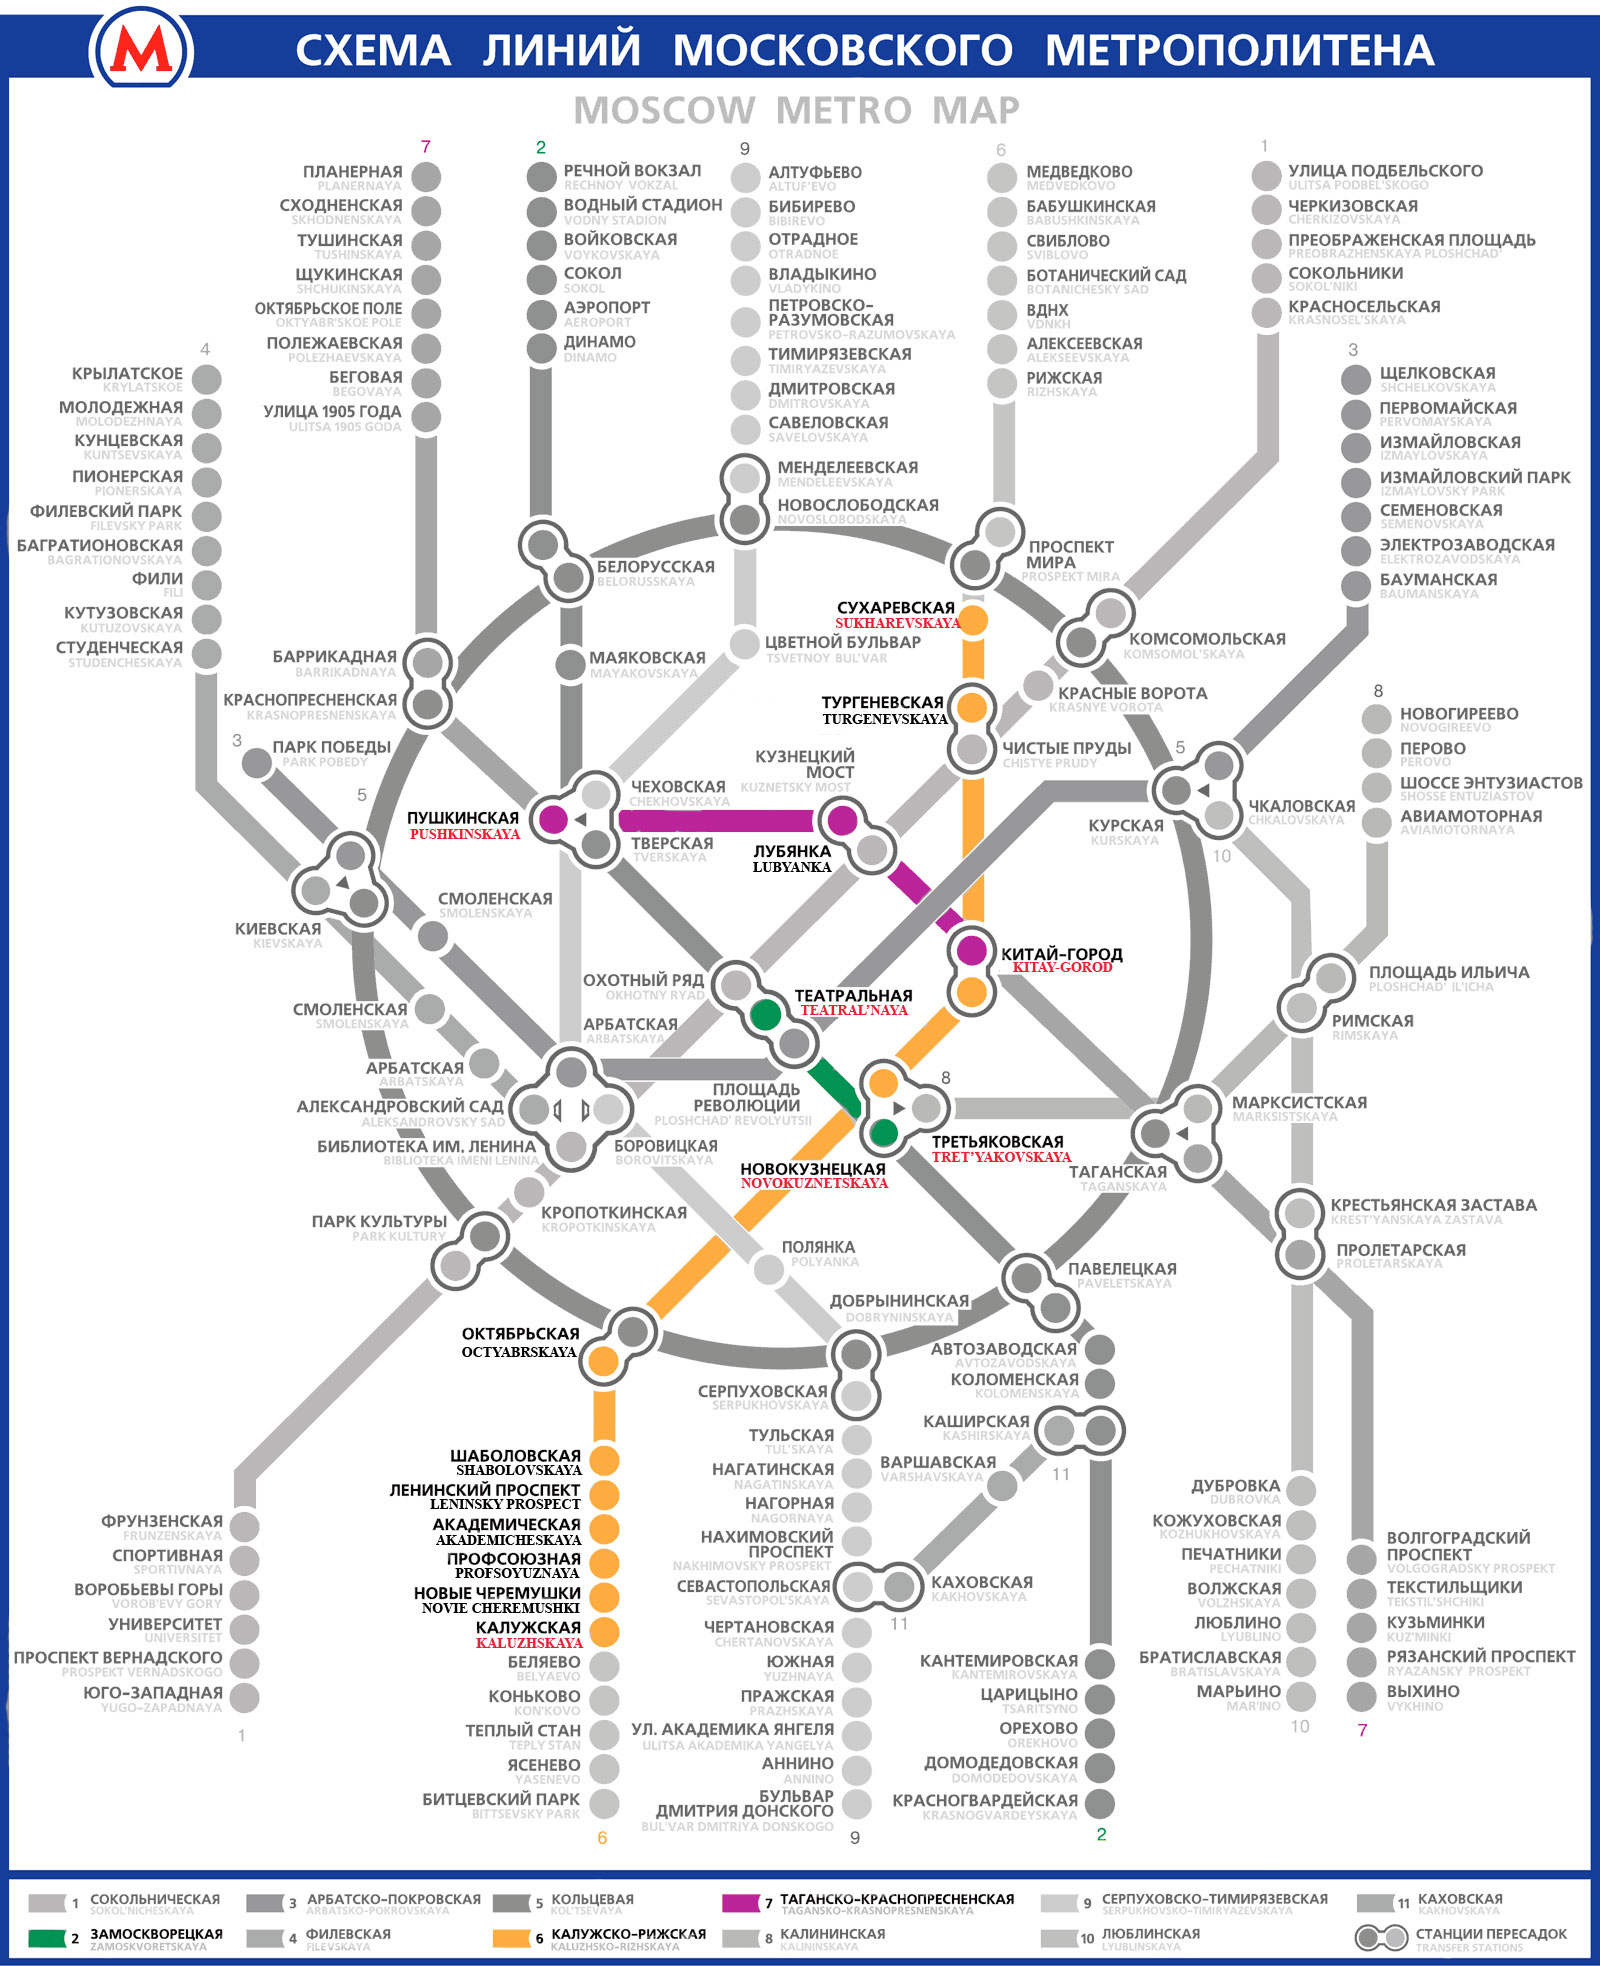 СХЕМА ЛИНИЙ МОСКОВСКОГО МЕТРОПОЛИТЕНА
MOSCOW METRO MAP
7
ПЛАНЕРНАЯ
PLANERNAYA
СХОДНЕНСКАЯ
SKHODNENSKAYA
ТУШИНСКАЯ
TUSHINSKAYA
ЩУКИНСКАЯ
SHCHUKINSKAYA
ОКТЯБРЬСКОЕ ПОЛЕ
OKTYABR'SKOE POLE
ПОЛЕЖАЕВСКАЯ
POLEZHAEVSKAYA
БЕГОВАЯ
BEGOVAYA
УЛИЦА 1905 ГОДА
ULITSA 1905 GODA
2
РЕЧНОЙ ВОКЗАЛ
RECHNOY VOKZAL
ВОДНЫЙ СТАДИОН
VODNY STADION
ВОЙКОВСКАЯ
VOYKOVSKAYA
СОКОЛ
SOKOL
АЭРОПОРТ
AEROPORT
ДИНАМО
DINAMO
9
АЛТУФЬЕВО
ALTUF'EVO
БИБИРЕВО
BIBIREVO
ОТРАДНОЕ
OTRADNOE
ВЛАДЫКИНО
VLADYKINO
ПЕТРОВСКО-
РАЗУМОВСКАЯ
PETROVSKO-RAZUMOVSKAYA
ТИМИРЯЗЕВСКАЯ
TIMIRYAZEVSKAYA
ДМИТРОВСКАЯ
DMITROVSKAYA
САВЕЛОВСКАЯ
SAVELOVSKAYA
МЕНДЕЛЕЕВСКАЯ
MENDELEEVSKAYA
НОВОСЛОБОДСКАЯ
NOVOSLOBODSKAYA
6
МЕДВЕДКОВО
MEDVEDKOVO
БАБУШКИНСКАЯ
BABUSHKINSKAYA
СВИБЛОВО
SVIBLOVO
БОТАНИЧЕСКИЙ САД
BOTANICHESKY SAD
ВДНХ
VDNKH
АЛЕКСЕЕВСКАЯ
ALEKSEEVSKAYA
РИЖСКАЯ
RIZHSKAYA
1
УЛИЦА ПОДБЕЛЬСКОГО
ULITSA PODBEL'SKOGO
ЧЕРКИЗОВСКАЯ
CHERKIZOVSKAYA
ПРЕОБРАЖЕНСКАЯ ПЛОЩАДЬ
PREOBRAZHENSKAYA PLOSHCHAD'
СОКОЛЬНИКИ
SOKOL'NIKI
КРАСНОСЕЛЬСКАЯ
KRASNOSEL'SKAYA
4
КРЫЛАТСКОЕ
KRYLATSKOE
МОЛОДЕЖНАЯ
MOLODEZHNAYA
КУНЦЕВСКАЯ
KUNTSEVSKAYA
ПИОНЕРСКАЯ
PIONERSKAYA
ФИЛЕВСКИЙ ПАРК
FILEVSKY PARK
БАГРАТИОНОВСКАЯ
BAGRATIONOVSKAYA
ФИЛИ
FILI
КУТУЗОВСКАЯ
KUTUZOVSKAYA
СТУДЕНЧЕСКАЯ
STUDENCHESKAYA
3
ЩЕЛКОВСКАЯ
SHCHELKOVSKAYA
ПЕРВОМАЙСКАЯ
PERVOMAYSKAYA
ИЗМАЙЛОВСКАЯ
IZMAYLOVSKAYA
ИЗМАЙЛОВСКИЙ ПАРК
IZMAYLOVSKY PARK
СЕМЕНОВСКАЯ
SEMENOVSKAYA
ЭЛЕКТРОЗАВОДСКАЯ
ELEKTROZAVODSKAYA
БАУМАНСКАЯ
BAUMANSKAYA
БЕЛОРУССКАЯ
BELORUSSKAYA
ПРОСПЕКТ
МИРА
PROSPEKT MIRA
СУХАРЕВСКАЯ
SUKHAREVSKAYA
КОМСОМОЛЬСКАЯ
KOMSOMOL'SKAYA
ЦВЕТНОЙ БУЛЬВАР
TSVETNOY BUL'VAR
МАЯКОВСКАЯ
MAYAKOVSKAYA
БАРРИКАДНАЯ
BARRIKADNAYA
КРАСНОПРЕСНЕНСКАЯ
KRASNOPRESNENSKAYA
ТУРГЕНЕВСКАЯ
TURGENEVSKAYA
КРАСНЫЕ ВОРОТА
KRASNYE VOROTA
ЧИСТЫЕ ПРУДЫ
CHISTYE PRUDY
8
НОВОГИРЕЕВО
NOVOGIREEVO
ПЕРОВО
PEROVO
ШОССЕ ЭНТУЗИАСТОВ
SHOSSE ENTUZIASTOV
АВИАМОТОРНАЯ
AVIAMOTORNAYA
3
ПАРК ПОБЕДЫ
PARK POBEDY
5
5
КУЗНЕЦКИЙ
МОСТ
KUZNETSKY MOST
ЧЕХОВСКАЯ
CHEKHOVSKAYA
ПУШКИНСКАЯ
PUSHKINSKAYA
ТВЕРСКАЯ
TVERSKAYA
ЛУБЯНКА
LUBYANKA
ЧКАЛОВСКАЯ
CHKALOVSKAYA
КУРСКАЯ
KURSKAYA
10
СМОЛЕНСКАЯ
SMOLENSKAYA
КИЕВСКАЯ
KIEVSKAYA
КИТАЙ-ГОРОД
KITAY-GOROD
ПЛОЩАДЬ ИЛЬИЧА
PLOSHCHAD' IL'ICHA
ОХОТНЫЙ РЯД
OKHOTNY RYAD
ТЕАТРАЛЬНАЯ
TEATRAL'NAYA
СМОЛЕНСКАЯ
SMOLENSKAYA
АРБАТСКАЯ
ARBATSKAYA
РИМСКАЯ
RIMSKAYA
АРБАТСКАЯ
ARBATSKAYA
8
ПЛОЩАДЬ
РЕВОЛЮЦИИ
PLOSHCHAD' REVOLYUTSII
АЛЕКСАНДРОВСКИЙ САД
ALEKSANDROVSKY SAD
МАРКСИСТСКАЯ
MARKSISTSKAYA
БИБЛИОТЕКА ИМ. ЛЕНИНА
BIBLIOTEKA IMENI LENINA
БОРОВИЦКАЯ
BOROVITSKAYA
ТРЕТЬЯКОВСКАЯ
TRET'YAKOVSKAYA
НОВОКУЗНЕЦКАЯ
NOVOKUZNETSKAYA
ТАГАНСКАЯ
TAGANSKAYA
КРОПОТКИНСКАЯ
KROPOTKINSKAYA
ПАРК КУЛЬТУРЫ
PARK KULTURY
КРЕСТЬЯНСКАЯ ЗАСТАВА
KREST'YANSKAYA ZASTAVA
ПРОЛЕТАРСКАЯ
PROLETARSKAYA
ПОЛЯНКА
POLYANKA
ПАВЕЛЕЦКАЯ
PAVELETSKAYA
ДОБРЫНИНСКАЯ
DOBRYNINSKAYA
ОКТЯБРЬСКАЯ
OCTYABRSKAYA
СЕРПУХОВСКАЯ
SERPUKHOVSKAYA
АВТОЗАВОДСКАЯ
AVTOZAVODSKAYA
КОЛОМЕНСКАЯ
KOLOMENSKAYA
КАШИРСКАЯ
KASHIRSKAYA
ВАРШАВСКАЯ
VARSHAVSKAYA
11
ФРУНЗЕНСКАЯ
FRUNZENSKAYA
СПОРТИВНАЯ
SPORTIVNAYA
ВОРОБЬЕВЫ ГОРЫ
VOROB'EVY GORY
УНИВЕРСИТЕТ
UNIVERSITET
ПРОСПЕКТ ВЕРНАДСКОГО
PROSPEKT VERNADSKOGO
ЮГО-ЗАПАДНАЯ
YUGO-ZAPADNAYA
1
ШАБОЛОВСКАЯ
SHABOLOVSKAYA
ЛЕНИНСКИЙ ПРОСПЕКТ
LENINSKY PROSPECT
АКАДЕМИЧЕСКАЯ
AKADEMICHESKAYA
ПРОФСОЮЗНАЯ
PROFSOYUZNAYA
НОВЫЕ ЧЕРЕМУШКИ
NOVIE CHEREMUSHKI
КАЛУЖСКАЯ
KALUZHSKAYA
БЕЛЯЕВО
BELYAEVO
КОНЬКОВО
KON'KOVO
ТЕПЛЫЙ СТАН
TEPLY STAN
ЯСЕНЕВО
YASENEVO
БИТЦЕВСКИЙ ПАРК
BITTSEVSKY PARK
6
ТУЛЬСКАЯ
TUL'SKAYA
НАГАТИНСКАЯ
NAGATINSKAYA
НАГОРНАЯ
NAGORNAYA
НАХИМОВСКИЙ
ПРОСПЕКТ
NAKHIMOVSKY PROSPEKT
СЕВАСТОПОЛЬСКАЯ
SEVASTOPOL'SKAYA
КАХОВСКАЯ
KAKHOVSKAYA
11
ЧЕРТАНОВСКАЯ
CHERTANOVSKAYA
ЮЖНАЯ
YUZHNAYA
ПРАЖСКАЯ
PRAZHSKAYA
УЛ. АКАДЕМИКА ЯНГЕЛЯ
ULITSA AKADEMIKA YANGELYA
АННИНО
ANNINO
БУЛЬВАР
ДМИТРИЯ ДОНСКОГО
BUL'VAR DMITRIYA DONSKOGO
9
КАНТЕМИРОВСКАЯ
KANTEMIROVSKAYA
ЦАРИЦЫНО
TSARITSYNO
ОРЕХОВО
OREKHOVO
ДОМОДЕДОВСКАЯ
DOMODEDOVSKAYA
КРАСНОГВАРДЕЙСКАЯ
KRASNOGVARDEYSKAYA
2
ДУБРОВКА
DUBROVKA
КОЖУХОВСКАЯ
KOZHUKHOVSKAYA
ПЕЧАТНИКИ
PECHATNIKI
ВОЛЖСКАЯ
VOLZHSKAYA
ЛЮБЛИНО
LYUBLINO
БРАТИСЛАВСКАЯ
BRATISLAVSKAYA
МАРЬИНО
MAR'INO
10
ВОЛГОГРАДСКИЙ
ПРОСПЕКТ
VOLGOGRADSKY PROSPEKT
ТЕКСТИЛЬЩИКИ
TEKSTIL'SHCHIKI
КУЗЬМИНКИ
KUZ'MINKI
РЯЗАНСКИЙ ПРОСПЕКТ
RYAZANSKY PROSPEKT
ВЫХИНО
VYKHINO
7
1 СОКОЛЬНИЧЕСКАЯ
SOKOL'NICHESKAYA
3 АРБАТСКО-ПОКРОВСКАЯ
ARBATSKO-POKROVSKAYA
5 КОЛЬЦЕВАЯ
KOL'TSEVAYA
7 ТАГАНСКО-КРАСНОПРЕСНЕНСКАЯ
TAGANSKO-KRASNOPRESNENSKAYA
9 СЕРПУХОВСКО-ТИМИРЯЗЕВСКАЯ
SERPUKHOVSKO-TIMIRYAZEVSKAYA
11 КАХОВСКАЯ
KAKHOVSKAYA
2 ЗАМОСКВОРЕЦКАЯ
ZAMOSKVORETSKAYA
4 ФИЛЕВСКАЯ
FILEVSKAYA
6 КАЛУЖСКО-РИЖСКАЯ
KALUZHSKO-RIZHSKAYA
8 КАЛИНИНСКАЯ
KALININSKAYA
10 ЛЮБЛИНСКАЯ
LYUBLINSKAYA
СТАНЦИИ ПЕРЕСАДОК
TRANSFER STATIONS